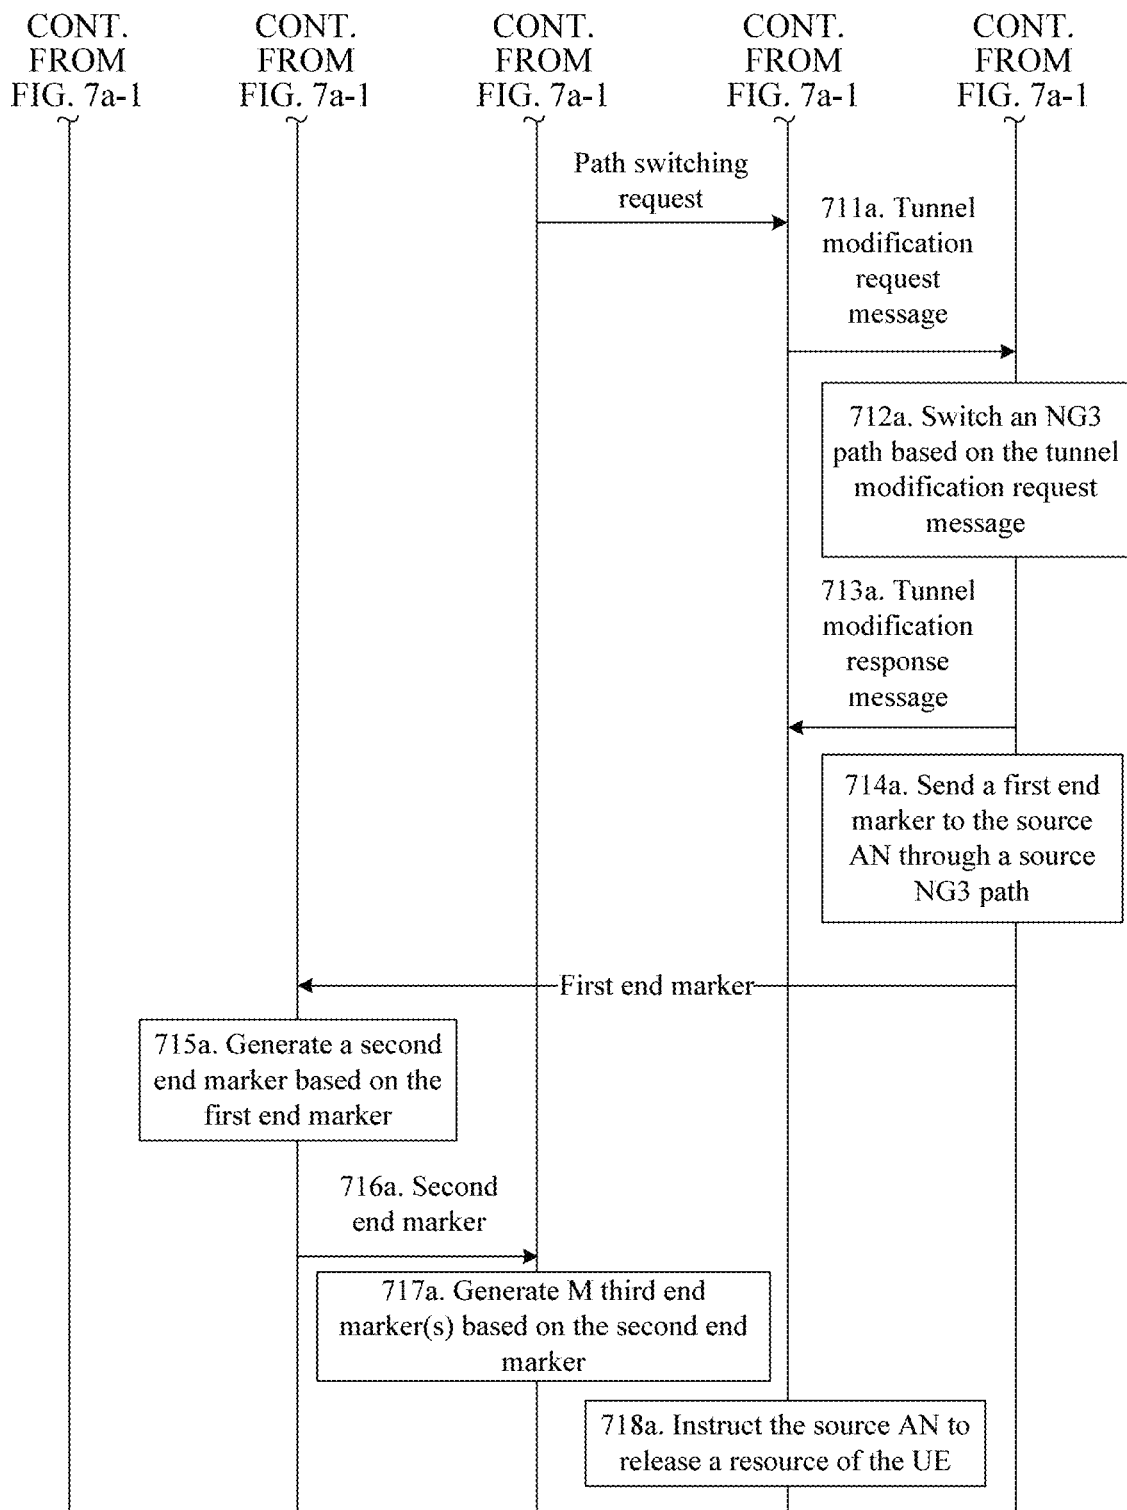 CONT. FROM FIG. 7a-1
CONT. FROM FIG. 7a-1
CONT. FROM FIG. 7a-1
CONT. FROM FIG. 7a-1
CONT. FROM FIG. 7a-1
Path switching
request
711a. Tunnel
modification
request
message
712a. Switch an NG3
path based on the tunnel
modification request
message
713a. Tunnel
modification
response
message
714a. Send a first end
marker to the source
AN through a source
NG3 path
First end marker
715a. Generate a second
end marker based on the
first end marker
716a. Second
end marker
717a. Generate M third end
marker(s) based on the second end
marker
718a. Instruct the source AN to
release a resource of the UE